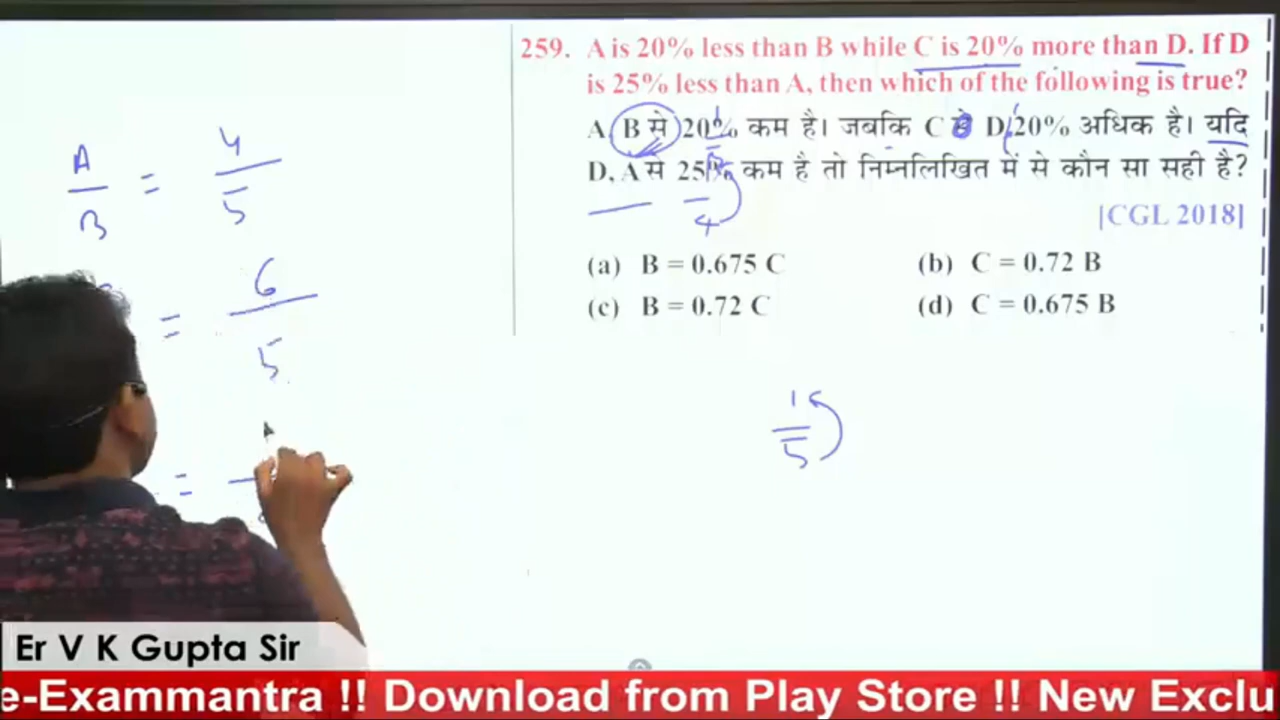 259. A is 20% less than B while C is 20% more than D. If D
is 25% less than A, then which of the following is true?
A B से 20% कम है। जबकि C D 20% अधिक है। यदि
D, A से 25% कम है तो निम्नलिखित में से कौन सा सही है?
[CGL 2018]
(a) B = 0.675 C
(b) C = 0.72 B
(c) B = 0.72 C
(d) C = 0.675 B
A/B = 4/5
= 6/5
=
Er V K Gupta Sir
e-Exammantra !! Download from Play Store !! New Exclu